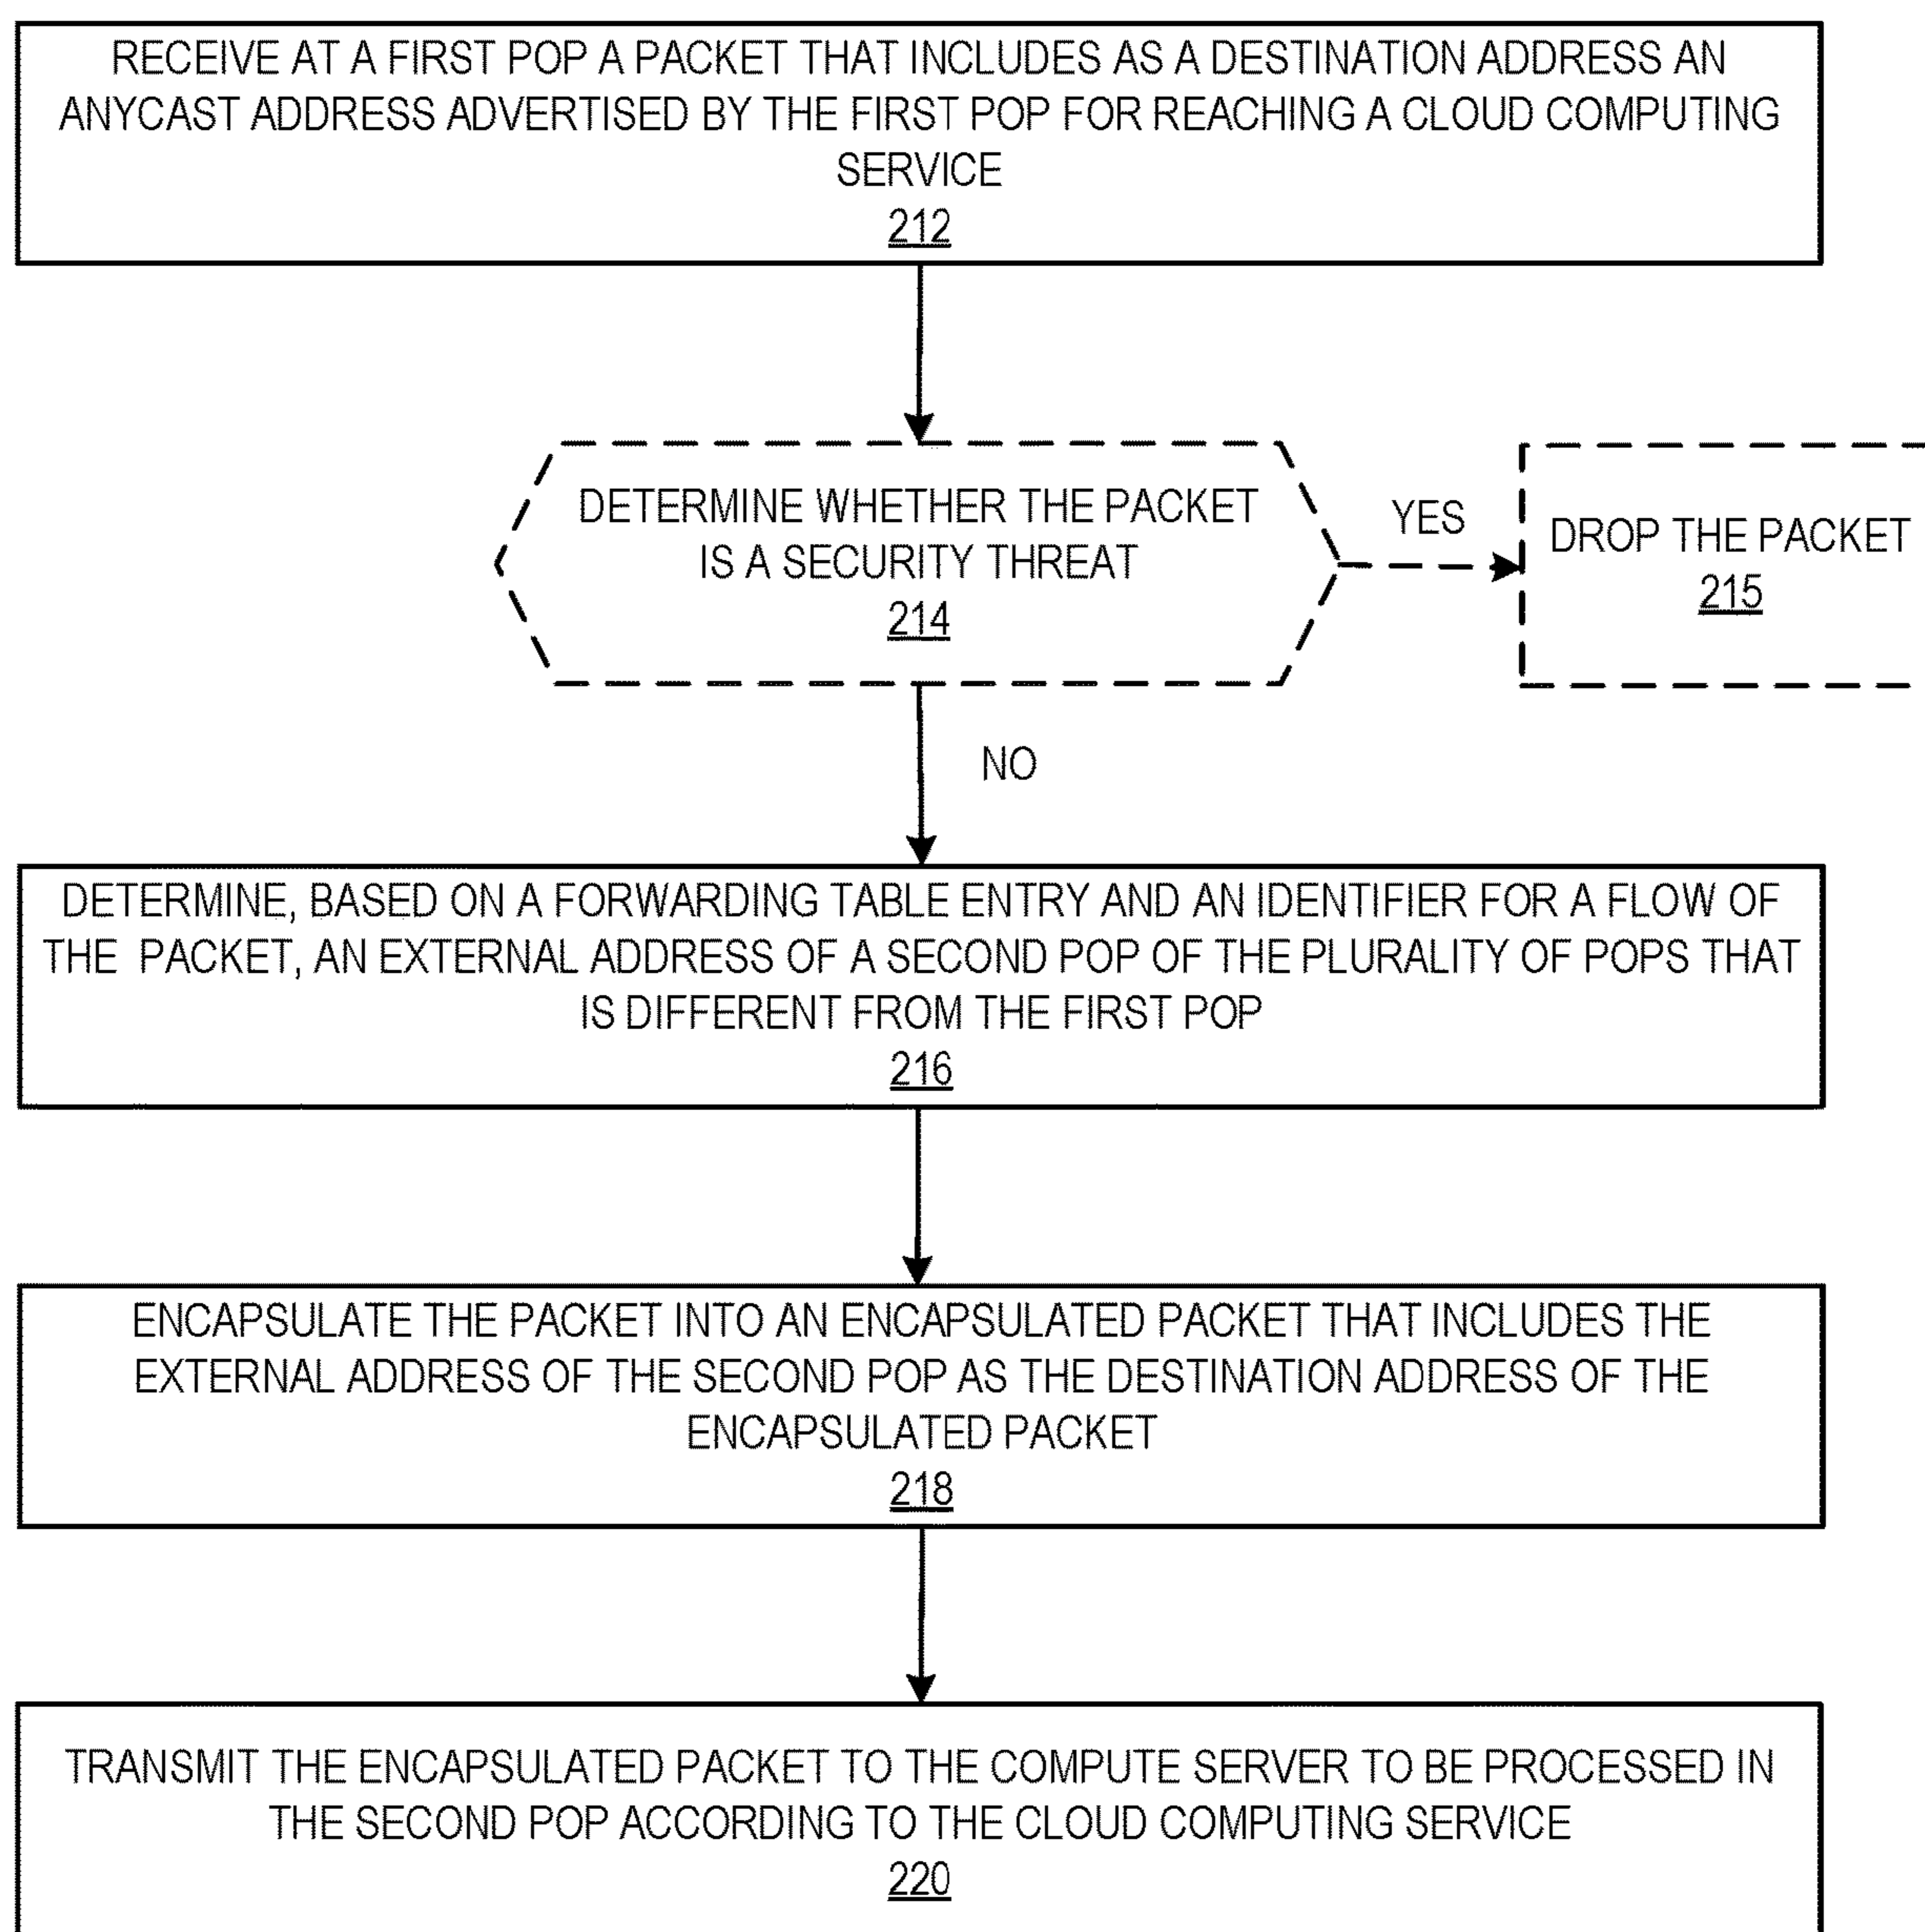 RECEIVE AT A FIRST POP A PACKET THAT INCLUDES AS A DESTINATION ADDRESS AN
ANYCAST ADDRESS ADVERTISED BY THE FIRST POP FOR REACHING A CLOUD COMPUTING
SERVICE
212
DETERMINE WHETHER THE PACKET
IS A SECURITY THREAT
214
YES
DROP THE PACKET
215
NO
DETERMINE, BASED ON A FORWARDING TABLE ENTRY AND AN IDENTIFIER FOR A FLOW OF
THE PACKET, AN EXTERNAL ADDRESS OF A SECOND POP OF THE PLURALITY OF POPS THAT
IS DIFFERENT FROM THE FIRST POP
216
ENCAPSULATE THE PACKET INTO AN ENCAPSULATED PACKET THAT INCLUDES THE
EXTERNAL ADDRESS OF THE SECOND POP AS THE DESTINATION ADDRESS OF THE
ENCAPSULATED PACKET
218
TRANSMIT THE ENCAPSULATED PACKET TO THE COMPUTE SERVER TO BE PROCESSED IN
THE SECOND POP ACCORDING TO THE CLOUD COMPUTING SERVICE
220